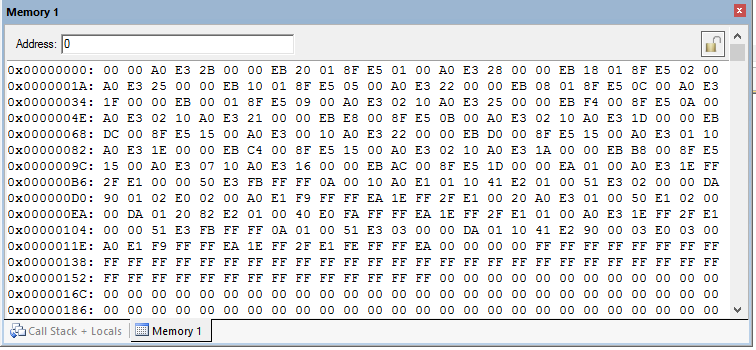 Memory 1
Address: 0
0x00000000: 00 00 A0 E3 2B 00 00 EB 20 01 8F E5 01 00 A0 E3 28 00 00 EB 18 01 8F E5 02 00
0x0000001A: A0 E3 25 00 00 EB 10 01 8F E5 05 00 A0 E3 22 00 00 EB 08 01 8F E5 0C 00 A0 E3
0x00000034: 1F 00 00 EB 00 01 8F E5 09 00 A0 E3 02 10 A0 E3 25 00 00 EB F4 00 8F E5 0A 00
0x0000004E: A0 E3 02 10 A0 E3 21 00 00 EB E8 00 8F E5 0B 00 A0 E3 02 10 A0 E3 1D 00 00 EB
0x00000068: DC 00 8F E5 15 00 A0 E3 00 10 A0 E3 22 00 00 EB D0 00 8F E5 15 00 A0 E3 01 10
0x00000082: A0 E3 1E 00 00 EB C4 00 8F E5 15 00 A0 E3 02 10 A0 E3 1A 00 00 EB B8 00 8F E5
0x0000009C: 15 00 A0 E3 07 10 A0 E3 16 00 00 EB AC 00 8F E5 1D 00 00 EA 01 00 A0 E3 1E FF
0x000000B6: 2F E1 00 00 50 E3 FB FF FF 0A 00 10 A0 E1 01 10 41 E2 01 00 51 E3 02 00 00 DA
0x000000D0: 90 01 02 E0 02 00 A0 E1 F9 FF FF EA 1E FF 2F E1 00 20 A0 E3 01 00 50 E1 02 00
0x000000EA: 00 DA 01 20 82 E2 01 00 40 E0 FA FF FF EA 1E FF 2F E1 01 00 A0 E3 1E FF 2F E1
0x00000104: 00 00 51 E3 FB FF FF 0A 01 00 51 E3 03 00 00 DA 01 10 41 E2 90 00 03 E0 03 00
0x0000011E: A0 E1 F9 FF FF EA 1E FF 2F E1 FE FF FF EA 00 00 00 00 FF FF FF FF FF FF FF FF
0x00000138: FF FF FF FF FF FF FF FF FF FF FF FF FF FF FF FF FF FF FF FF FF FF FF FF FF FF
0x00000152: FF FF FF FF FF FF FF FF FF FF FF FF FF FF 00 00 00 00 00 00 00 00 00 00 00 00
0x0000016C: 00 00 00 00 00 00 00 00 00 00 00 00 00 00 00 00 00 00 00 00 00 00 00 00 00 00
0x00000186: 00 00 00 00 00 00 00 00 00 00 00 00 00 00 00 00 00 00 00 00 00 00 00 00 00 00
Call Stack + Locals Memory 1